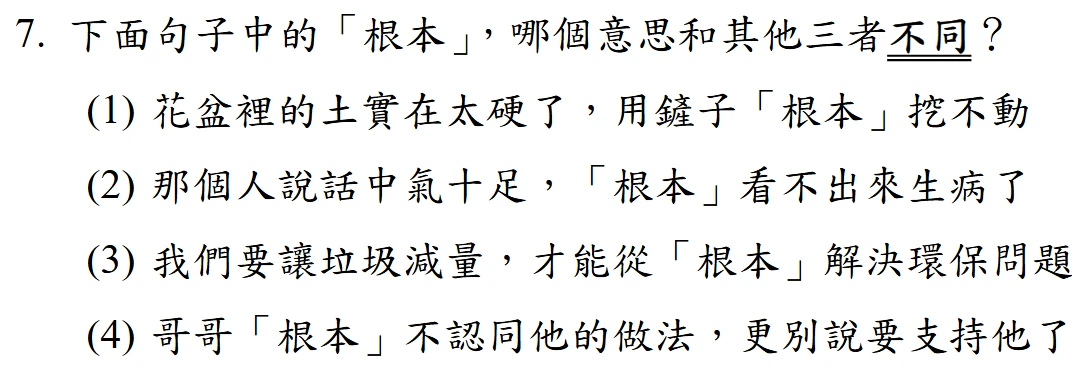 7. 下面句子中的「根本」，哪個意思和其他三者不同？
(1) 花盆裡的土實在太硬了，用鏟子「根本」挖不動
(2) 那個人說話中氣十足，「根本」看不出來生病了
(3) 我們要讓垃圾減量，才能從「根本」解決環保問題
(4) 哥哥「根本」不認同他的做法，更別說要支持他了